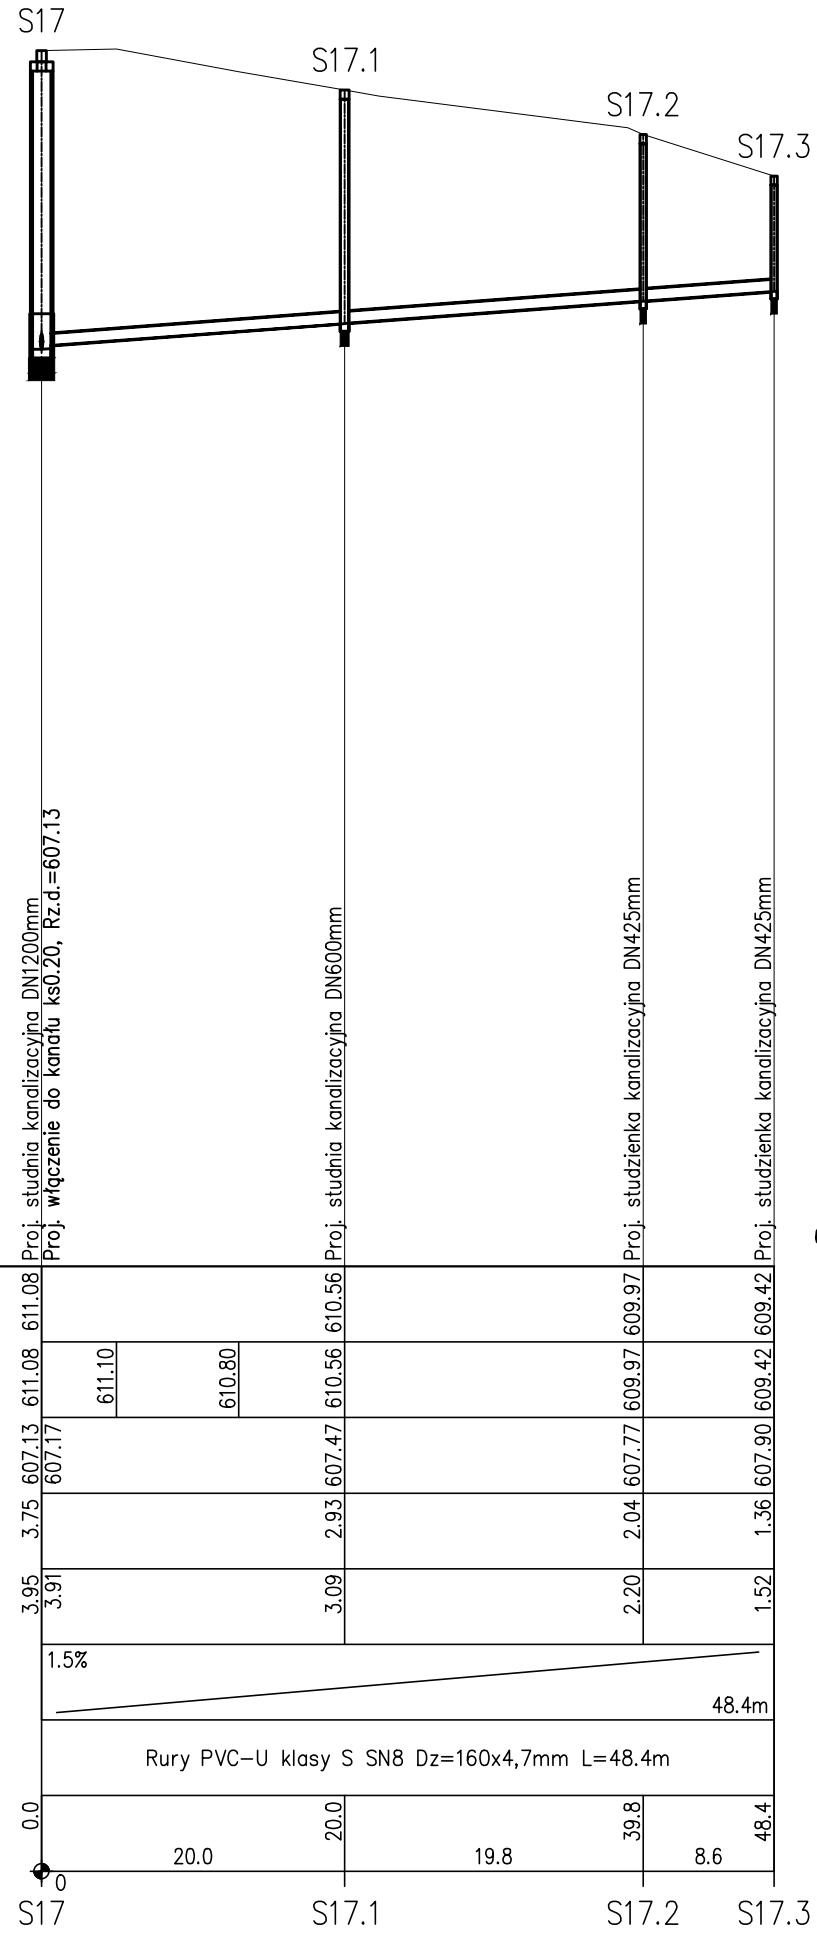 S17
S17.1
S17.2
S17.3
Proj. studnia kanalizacyjna DN1200mm
Proj. włączenie do kanału ks0.20, Rz.d.=607.13
Proj. studnia kanalizacyjna DN600mm
Proj. studzienka kanalizacyjna DN425mm
Proj. studzienka kanalizacyjna DN425mm
611.08 610.56 609.97 609.42
611.08 611.10 610.80 610.56 609.97 609.42
607.13 607.17 607.47 607.77 607.90
3.75 2.93 2.04 1.36
3.95 3.91 3.09 2.20 1.52
1.5%
48.4m
Rury PVC-U klasy S SN8 Dz=160x4,7mm L=48.4m
0.0 20.0 39.8 48.4
20.0 19.8 8.6
0
S17 S17.1 S17.2 S17.3